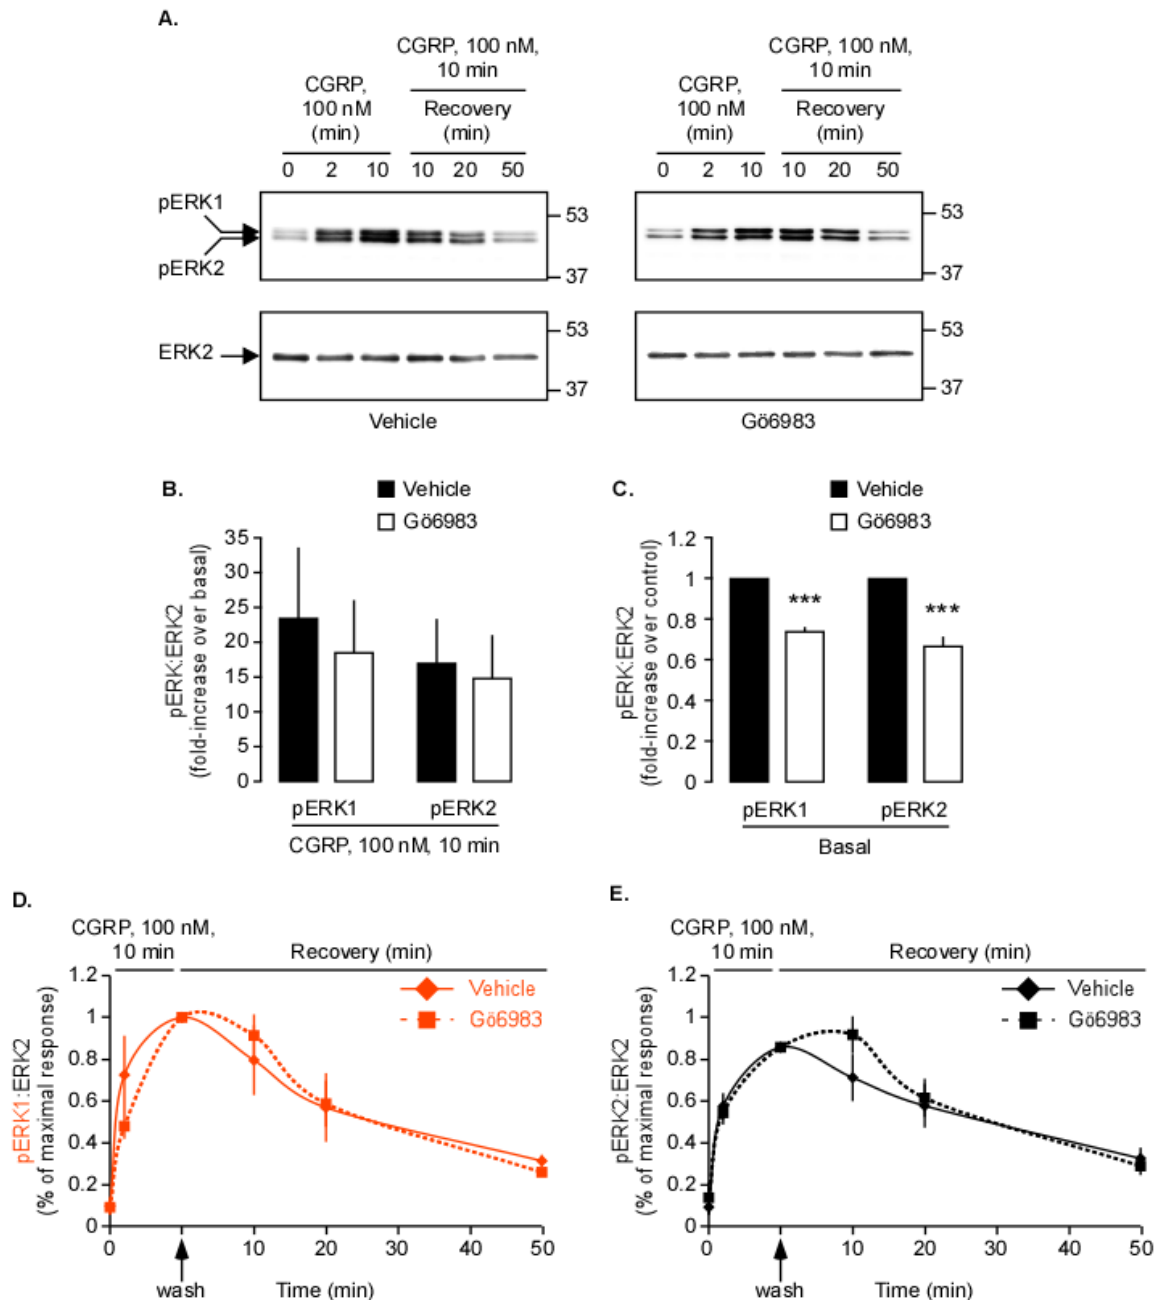 A.
CGRP, 100 nM,
10 min
CGRP,
100 nM
(min)
Recovery
(min)
0 2 10 10 20 50
CGRP, 100 nM,
10 min
CGRP,
100 nM
(min)
Recovery
(min)
0 2 10 10 20 50
pERK1
pERK2
53
37
53
37
ERK2
53
37
53
37
Vehicle
Gö6983
B.
Vehicle
Gö6983
pERK:ERK2
(fold-increase over basal)
35
30
25
20
15
10
5
0
pERK1 pERK2
CGRP, 100 nM, 10 min
C.
Vehicle
Gö6983
pERK:ERK2
(fold-increase over control)
1.2
1
0.8
0.6
0.4
0.2
0
*** ***
pERK1 pERK2
Basal
D.
CGRP, 100 nM,
10 min
Recovery (min)
Vehicle
Gö6983
pERK1:ERK2
(% of maximal response)
1.2
1
0.8
0.6
0.4
0.2
0
0 10 20 30 40 50
wash
Time (min)
E.
CGRP, 100 nM,
10 min
Recovery (min)
Vehicle
Gö6983
pERK2:ERK2
(% of maximal response)
1.2
1
0.8
0.6
0.4
0.2
0
0 10 20 30 40 50
wash
Time (min)